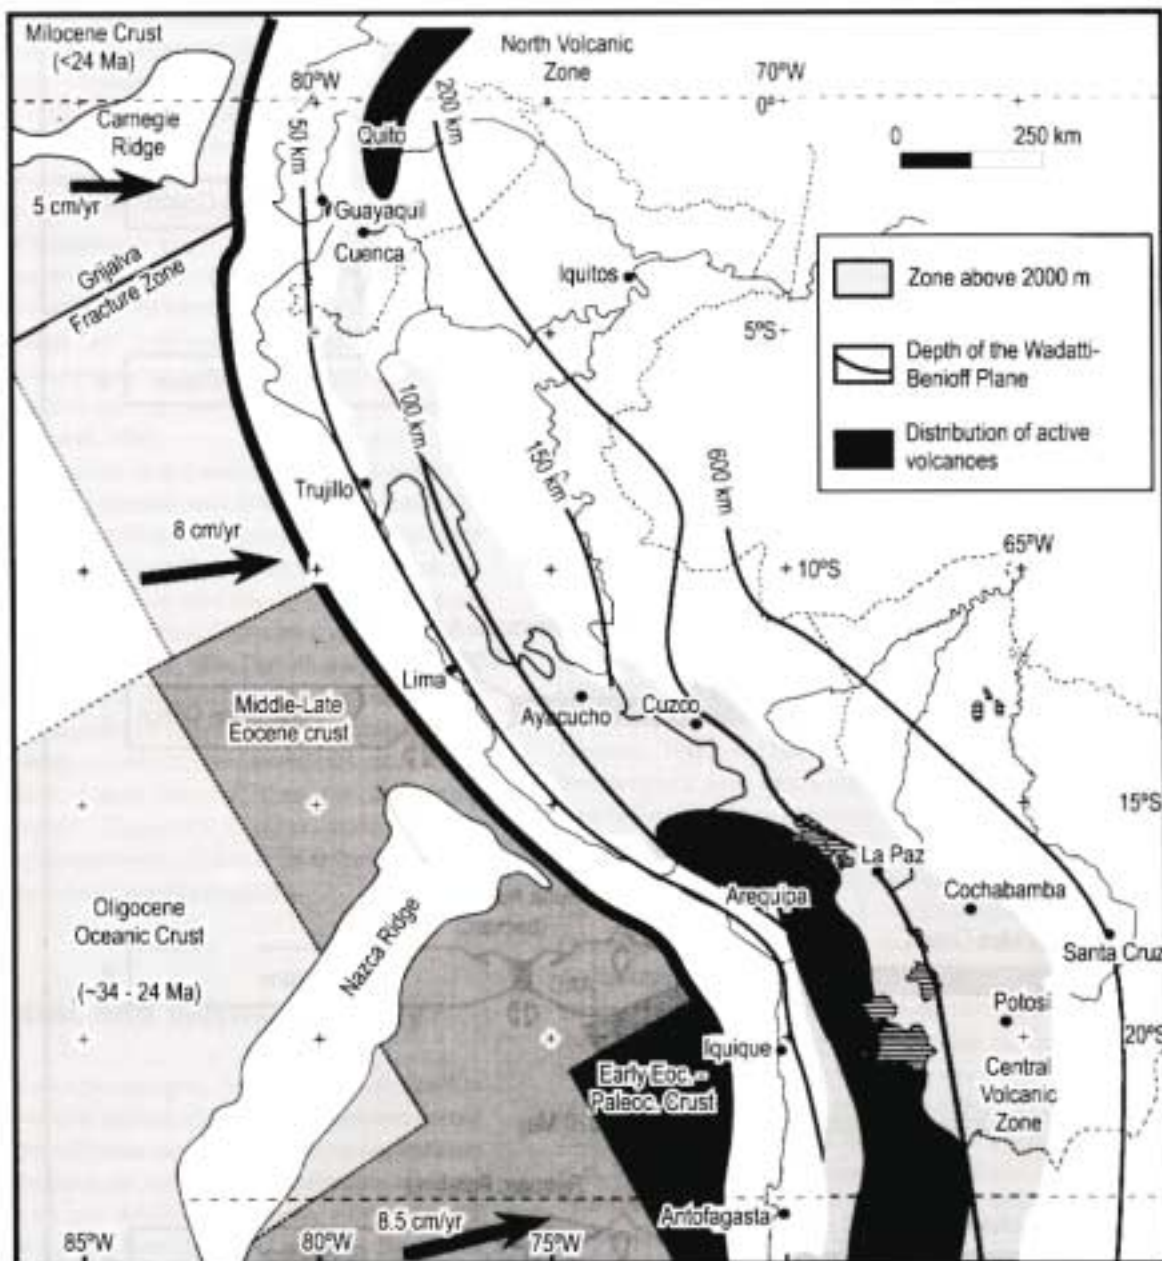 Milocene Crust
(<24 Ma)
North Volcanic
Zone
80°W
70°W
0°
200 km
Carnegie
Ridge
Quito
50 km
0 250 km
5 cm/yr
Guayaquil
Cuenca
Grijalva
Fracture Zone
Iquitos
Zone above 2000 m
5°S
Depth of the Wadatti-
Benioff Plane
100 km
Distribution of active
volcances
150 km
600 km
Trujillo
8 cm/yr
65°W
10°S
Lima
Middle-Late
Eocene crust
Ayacucho
Cuzco
15°S
La Paz
Arequipa
Cochabamba
Oligocene
Oceanic Crust
(~34 - 24 Ma)
Nazca Ridge
Santa Cruz
Potosí
Iquique
20°S
Early Eoc.–
Paleoc. Crust
Central
Volcanic
Zone
Antofagasta
8.5 cm/yr
85°W
80°W
75°W